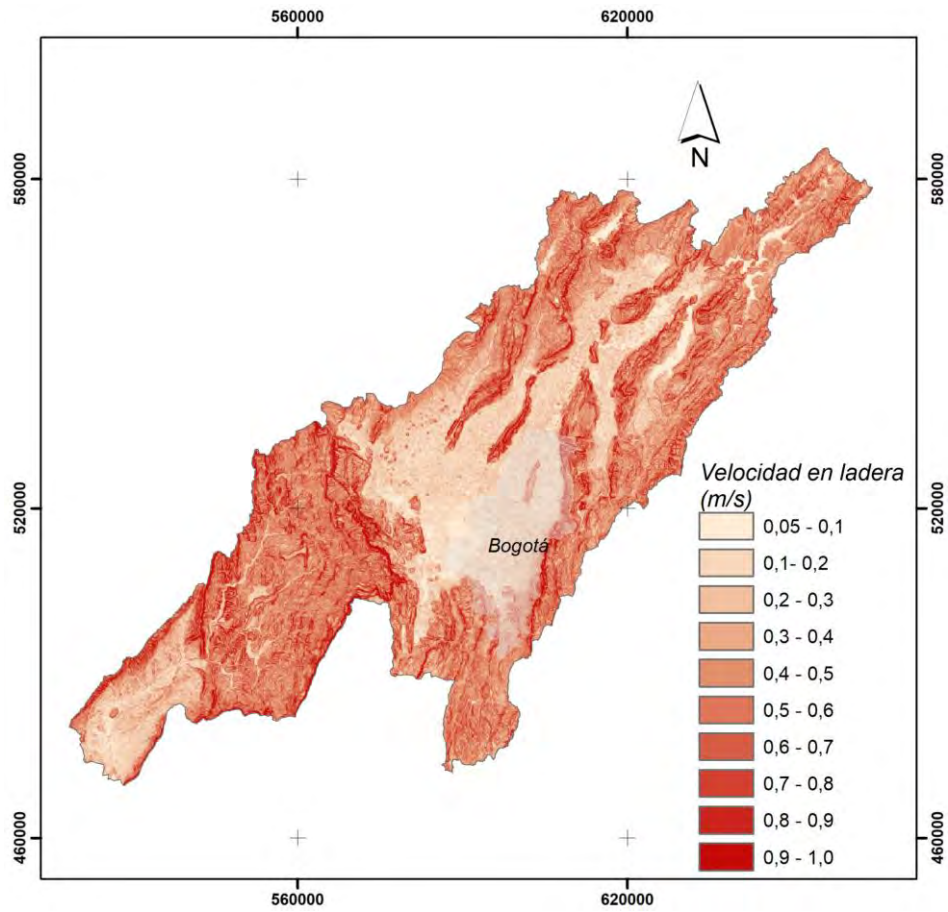 560000
620000
N
580000
580000
Velocidad en ladera
(m/s)
520000
520000
0,05 - 0,1
Bogotá
0,1- 0,2
0,2 - 0,3
0,3 - 0,4
0,4 - 0,5
0,5 - 0,6
0,6 - 0,7
0,7 - 0,8
0,8 - 0,9
460000
460000
0,9 - 1,0
560000
620000